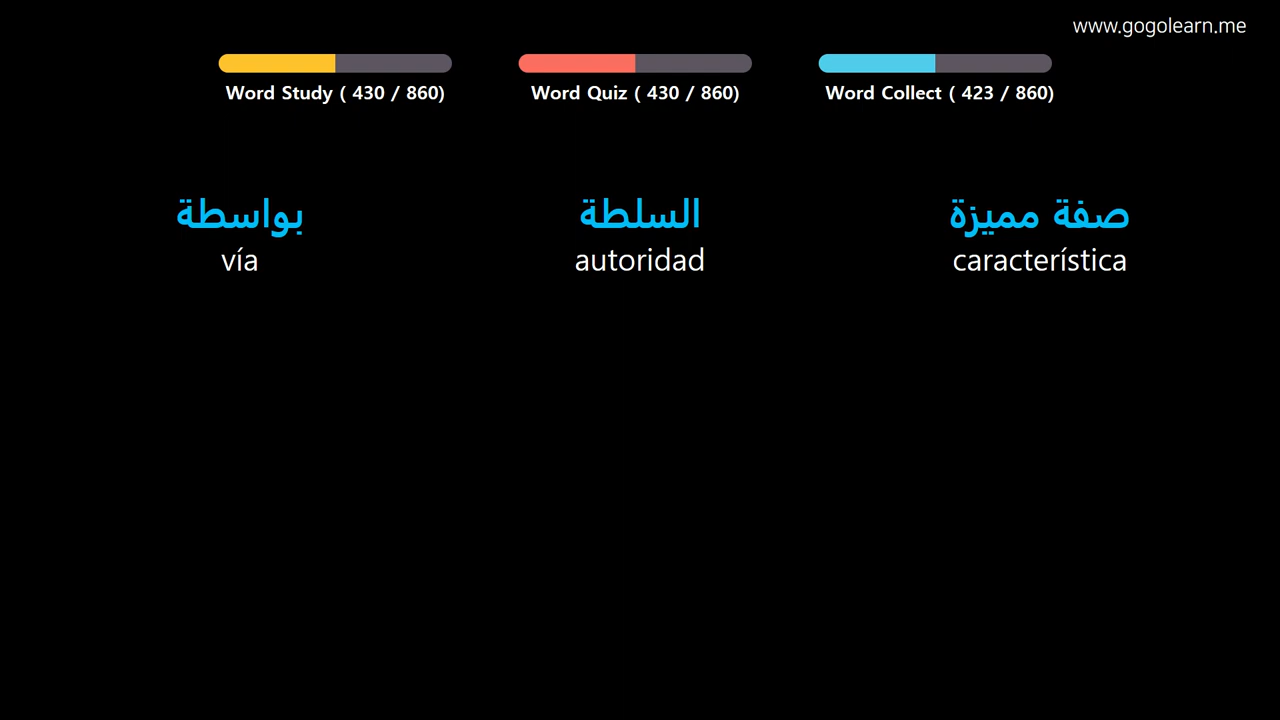 www.gogolearn.me
Word Study ( 430 / 860)
Word Quiz ( 430 / 860)
Word Collect ( 423 / 860)
بواسطة
vía
السلطة
autoridad
صفة مميزة
característica